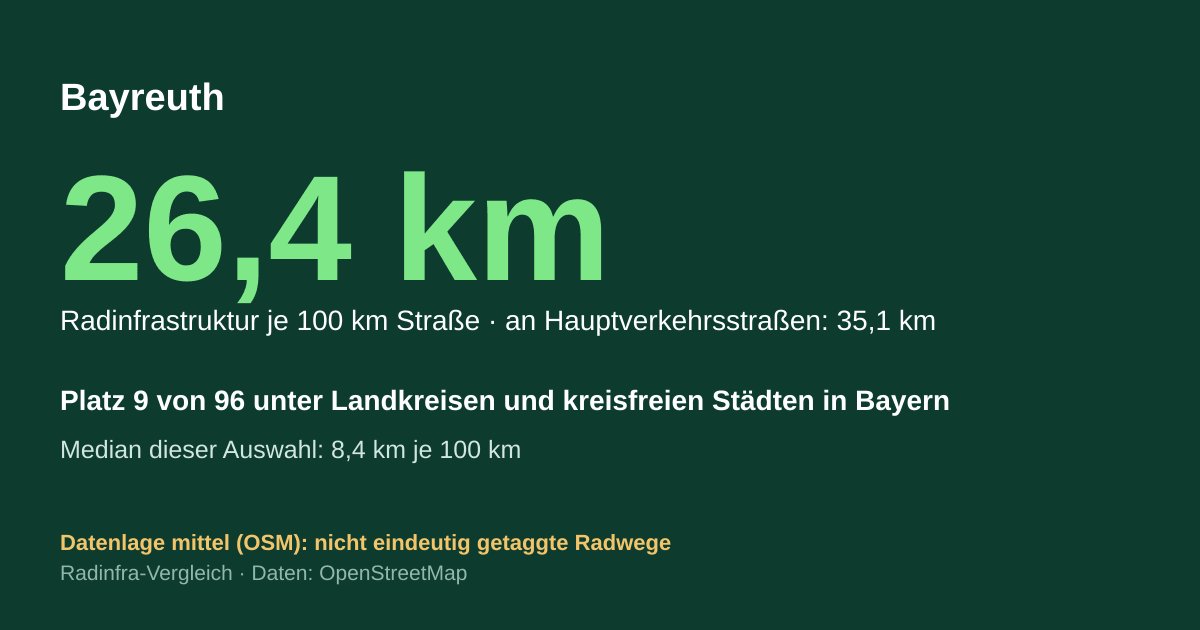 Bayreuth
26,4 km
Radinfrastruktur je 100 km Straße · an Hauptverkehrsstraßen: 35,1 km
Platz 9 von 96 unter Landkreisen und kreisfreien Städten in Bayern
Median dieser Auswahl: 8,4 km je 100 km
Datenlage mittel (OSM): nicht eindeutig getaggte Radwege
Radinfra-Vergleich · Daten: OpenStreetMap